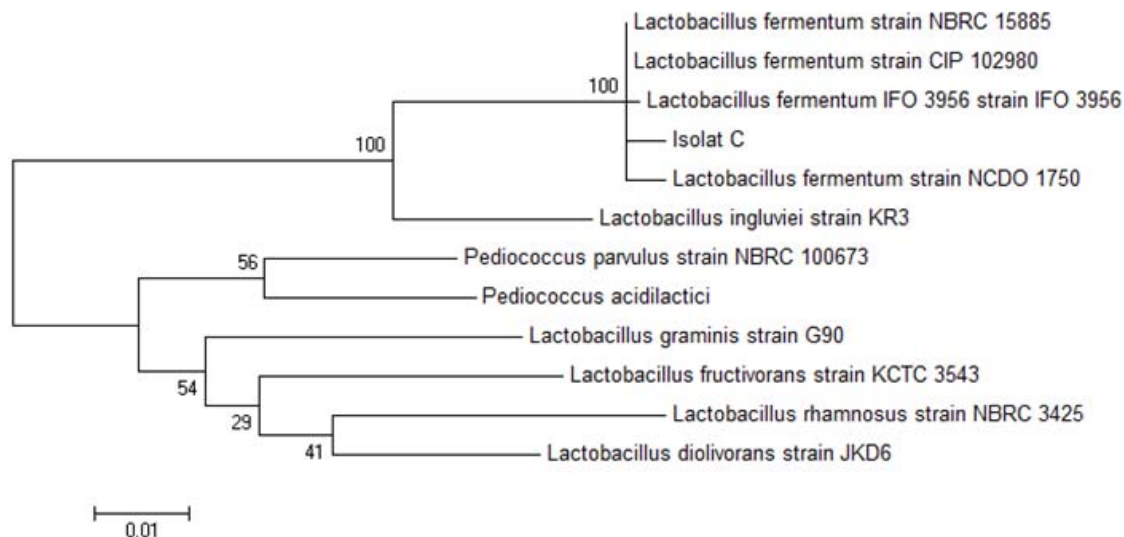 Lactobacillus fermentum strain NBRC 15885
Lactobacillus fermentum strain CIP 102980
100
Lactobacillus fermentum IFO 3956 strain IFO 3956
100
Isolat C
Lactobacillus fermentum strain NCDO 1750
Lactobacillus ingluviei strain KR3
56
Pediococcus parvulus strain NBRC 100673
Pediococcus acidilactici
Lactobacillus graminis strain G90
54
Lactobacillus fructivorans strain KCTC 3543
29
Lactobacillus rhamnosus strain NBRC 3425
41
Lactobacillus diolivorans strain JKD6
0.01